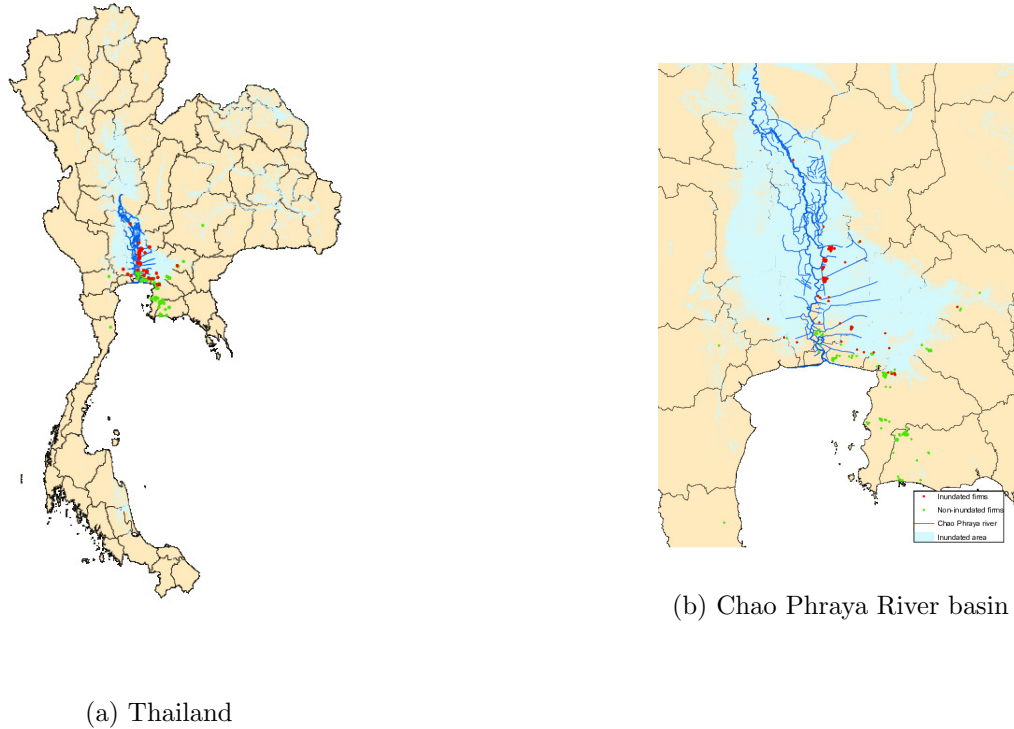 Inundated firms
Non-inundated firms
Chao Phraya river
Inundated area
(b) Chao Phraya River basin
(a) Thailand